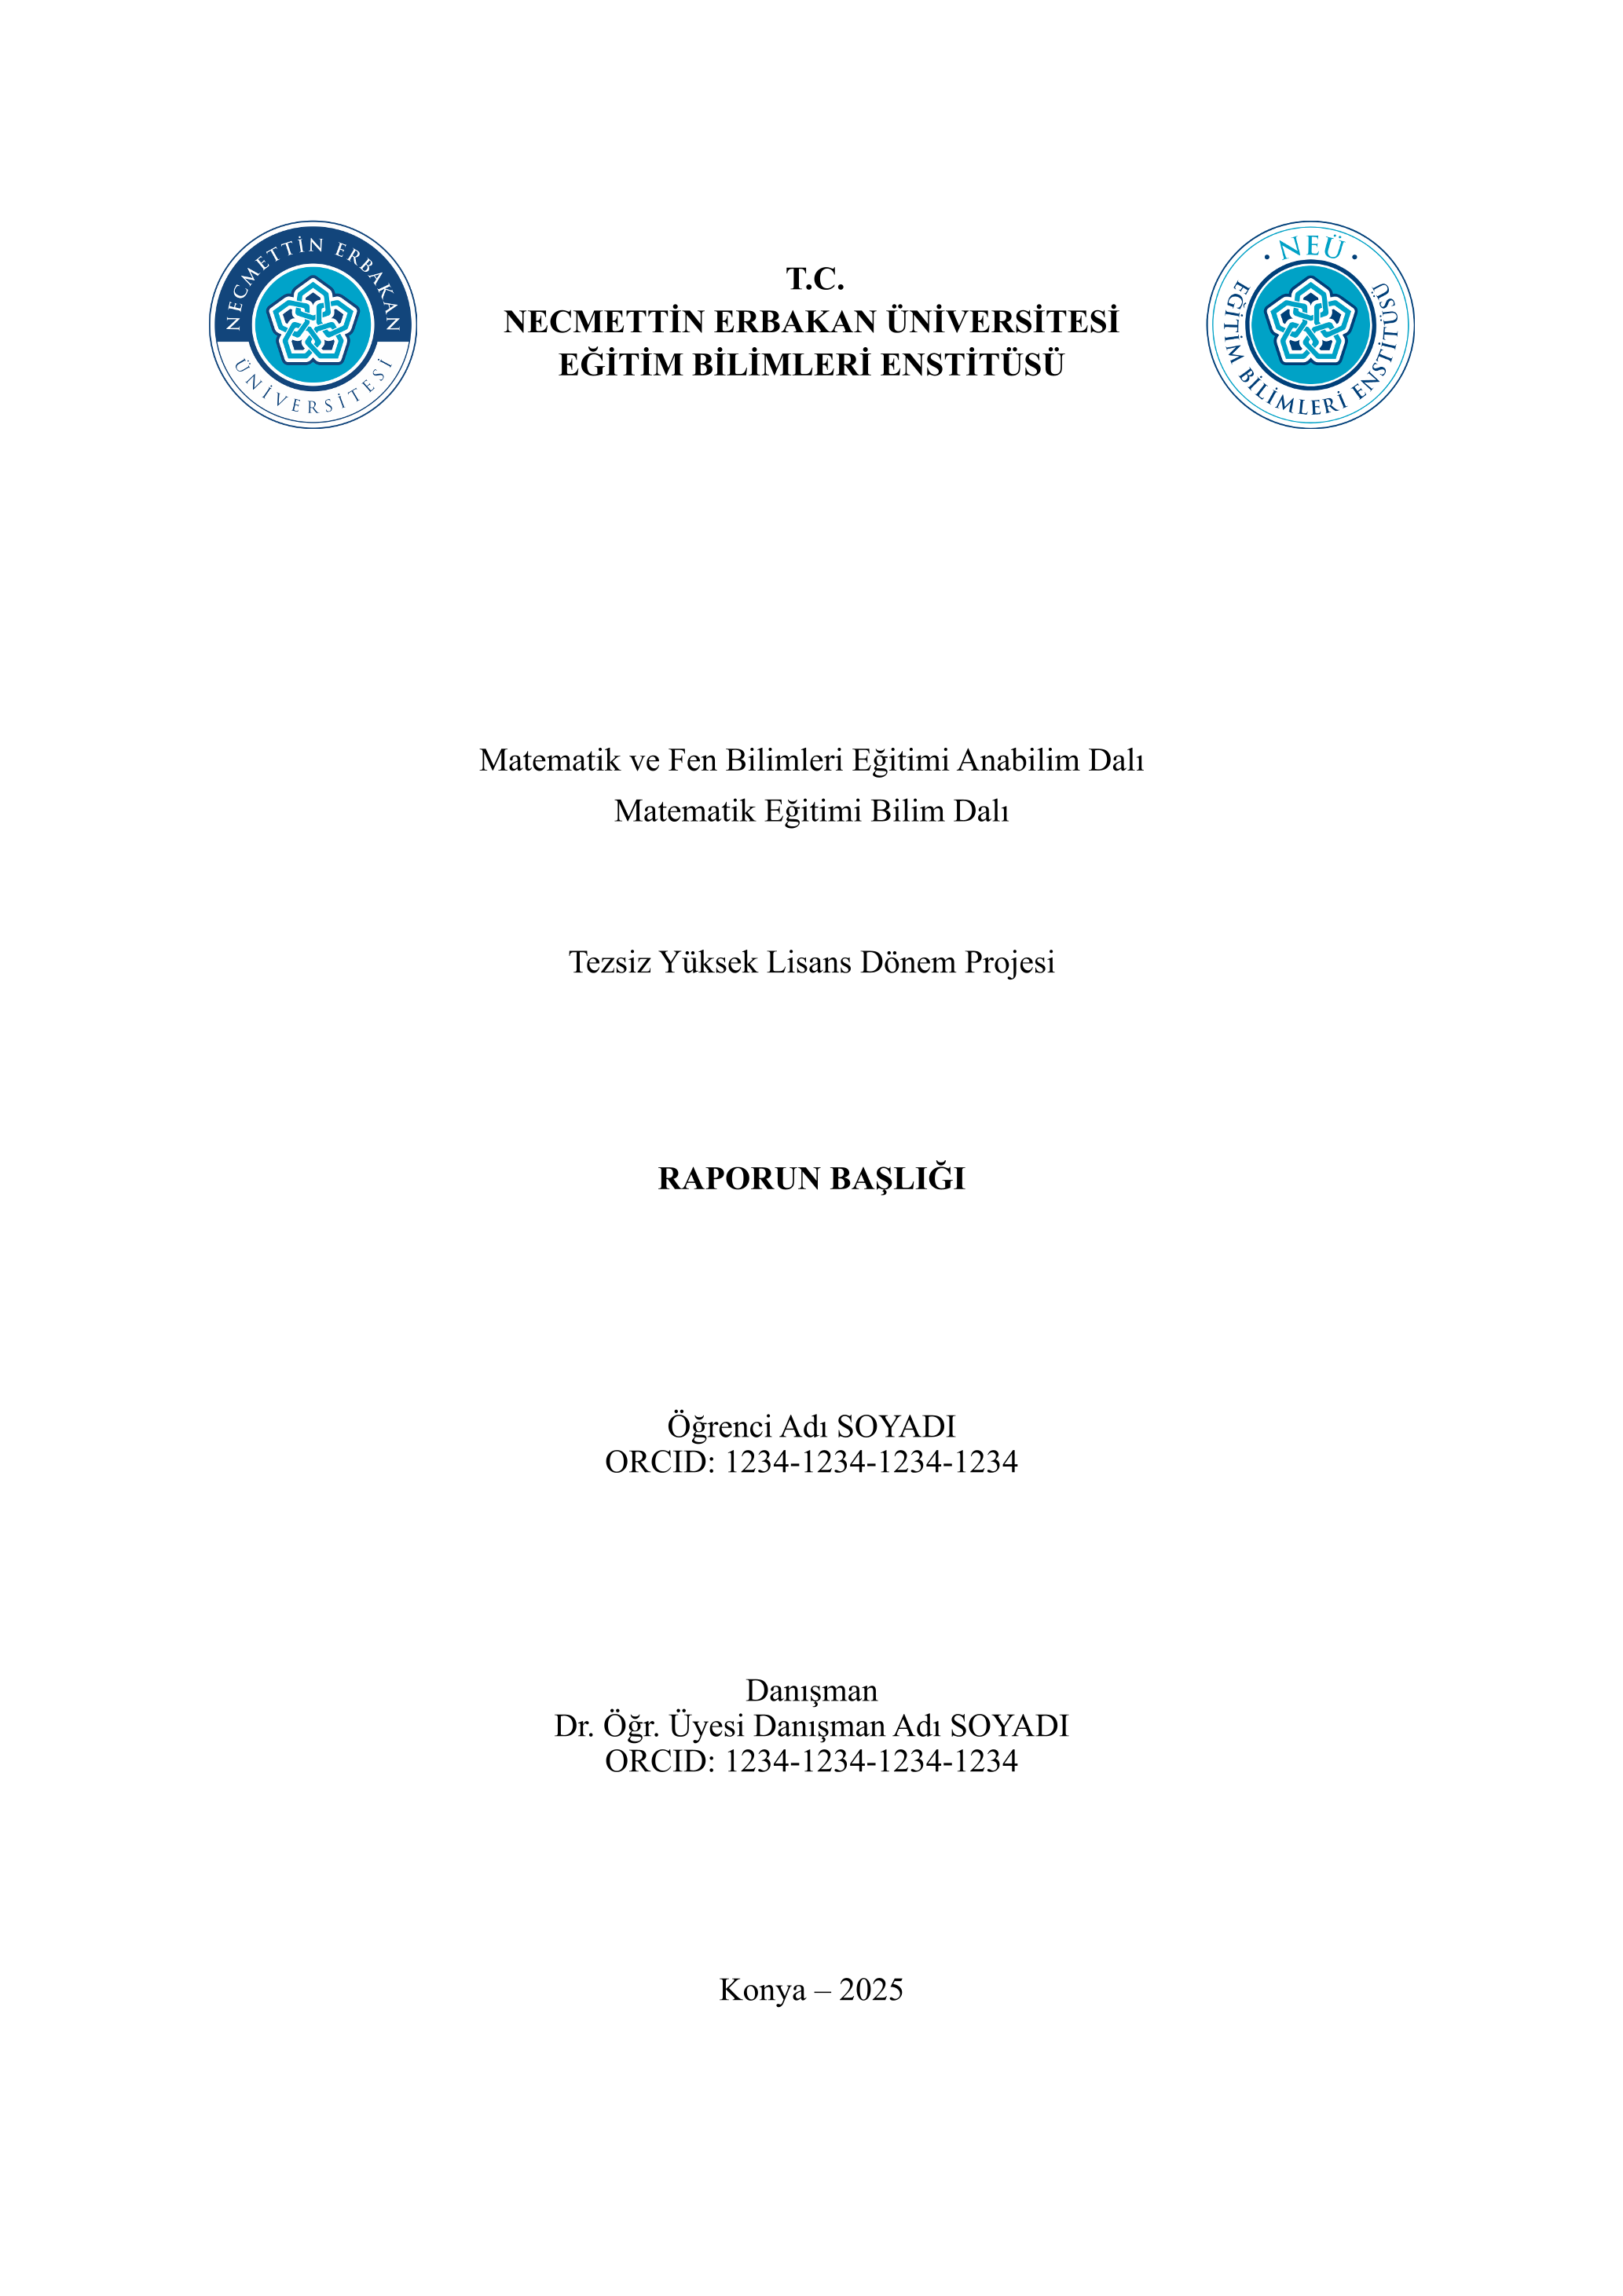 NECMETTİN ERBAKAN
ÜNİVERSİTESİ
T.C.
NECMETTİN ERBAKAN ÜNİVERSİTESİ
EĞİTİM BİLİMLERİ ENSTİTÜSÜ
NEÜ
EĞİTİM BİLİMLERİ ENSTİTÜSÜ
Matematik ve Fen Bilimleri Eğitimi Anabilim Dalı
Matematik Eğitimi Bilim Dalı
Tezsiz Yüksek Lisans Dönem Projesi
RAPORUN BAŞLIĞI
Öğrenci Adı SOYADI
ORCID: 1234-1234-1234-1234
Danışman
Dr. Öğr. Üyesi Danışman Adı SOYADI
ORCID: 1234-1234-1234-1234
Konya – 2025